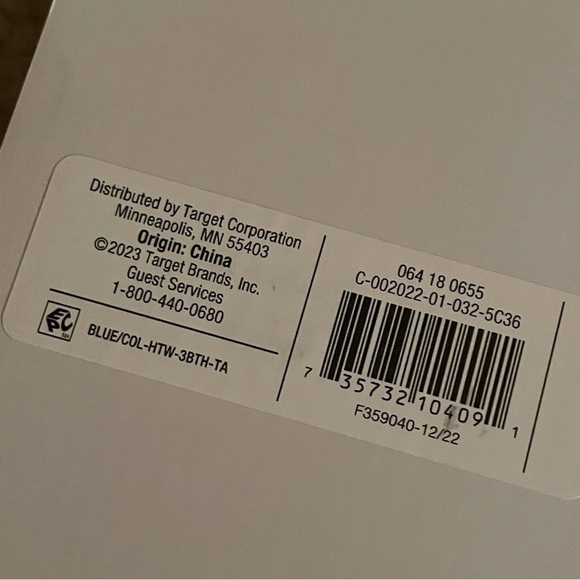 Distributed by Target Corporation
Minneapolis, MN 55403
Origin: China
©2023 Target Brands, Inc.
Guest Services
1-800-440-0680
EPC
BLUE/COL-HTW-3BTH-TA
064 18 0655
C-002022-01-032-5C36
7 35732 10409 1
F359040-12/22